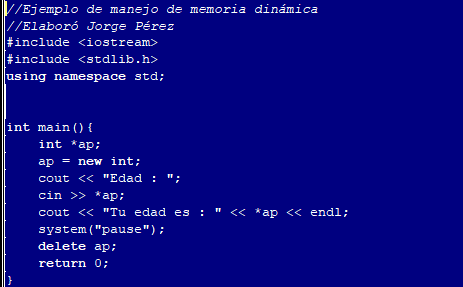 //Ejemplo de manejo de memoria dinámica
//Elaboró Jorge Pérez
#include <iostream>
#include <stdlib.h>
using namespace std;
int main(){
    int *ap;
    ap = new int;
    cout << "Edad : ";
    cin >> *ap;
    cout << "Tu edad es : " << *ap << endl;
    system("pause");
    delete ap;
    return 0;
}